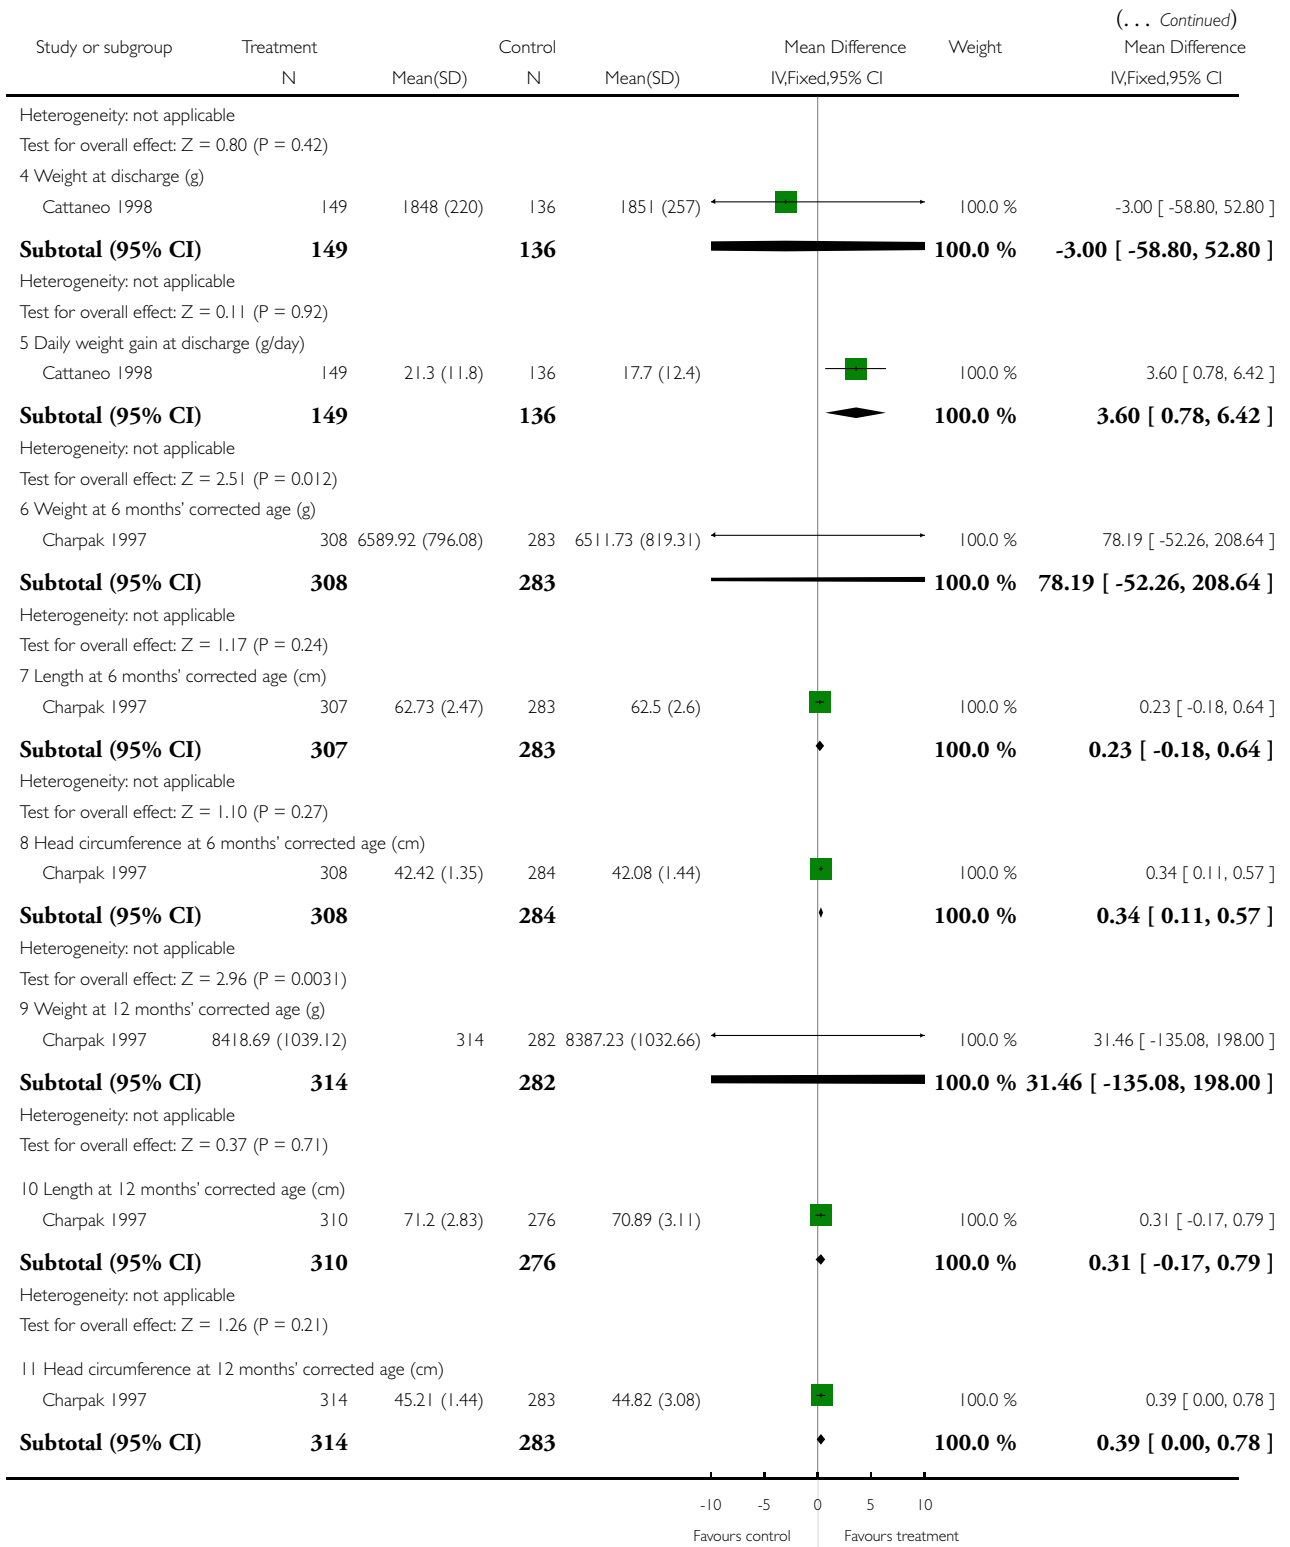 (... Continued)
Study or subgroup Treatment Control Mean Difference Weight Mean Difference
N Mean(SD) N Mean(SD) IV,Fixed,95% CI IV,Fixed,95% CI
Heterogeneity: not applicable
Test for overall effect: Z = 0.80 (P = 0.42)
4 Weight at discharge (g)
Cattaneo 1998 149 1848 (220) 136 1851 (257) 100.0 % -3.00 [ -58.80, 52.80 ]
Subtotal (95% CI) 149 136 100.0 % -3.00 [ -58.80, 52.80 ]
Heterogeneity: not applicable
Test for overall effect: Z = 0.11 (P = 0.92)
5 Daily weight gain at discharge (g/day)
Cattaneo 1998 149 21.3 (11.8) 136 17.7 (12.4) 100.0 % 3.60 [ 0.78, 6.42 ]
Subtotal (95% CI) 149 136 100.0 % 3.60 [ 0.78, 6.42 ]
Heterogeneity: not applicable
Test for overall effect: Z = 2.51 (P = 0.012)
6 Weight at 6 months' corrected age (g)
Charpak 1997 308 6589.92 (796.08) 283 6511.73 (819.31) 100.0 % 78.19 [ -52.26, 208.64 ]
Subtotal (95% CI) 308 283 100.0 % 78.19 [ -52.26, 208.64 ]
Heterogeneity: not applicable
Test for overall effect: Z = 1.17 (P = 0.24)
7 Length at 6 months' corrected age (cm)
Charpak 1997 307 62.73 (2.47) 283 62.5 (2.6) 100.0 % 0.23 [ -0.18, 0.64 ]
Subtotal (95% CI) 307 283 100.0 % 0.23 [ -0.18, 0.64 ]
Heterogeneity: not applicable
Test for overall effect: Z = 1.10 (P = 0.27)
8 Head circumference at 6 months' corrected age (cm)
Charpak 1997 308 42.42 (1.35) 284 42.08 (1.44) 100.0 % 0.34 [ 0.11, 0.57 ]
Subtotal (95% CI) 308 284 100.0 % 0.34 [ 0.11, 0.57 ]
Heterogeneity: not applicable
Test for overall effect: Z = 2.96 (P = 0.0031)
9 Weight at 12 months' corrected age (g)
Charpak 1997 8418.69 (1039.12) 314 282 8387.23 (1032.66) 100.0 % 31.46 [ -135.08, 198.00 ]
Subtotal (95% CI) 314 282 100.0 % 31.46 [ -135.08, 198.00 ]
Heterogeneity: not applicable
Test for overall effect: Z = 0.37 (P = 0.71)
10 Length at 12 months' corrected age (cm)
Charpak 1997 310 71.2 (2.83) 276 70.89 (3.11) 100.0 % 0.31 [ -0.17, 0.79 ]
Subtotal (95% CI) 310 276 100.0 % 0.31 [ -0.17, 0.79 ]
Heterogeneity: not applicable
Test for overall effect: Z = 1.26 (P = 0.21)
11 Head circumference at 12 months' corrected age (cm)
Charpak 1997 314 45.21 (1.44) 283 44.82 (3.08) 100.0 % 0.39 [ 0.00, 0.78 ]
Subtotal (95% CI) 314 283 100.0 % 0.39 [ 0.00, 0.78 ]
-10 -5 0 5 10
Favours control Favours treatment